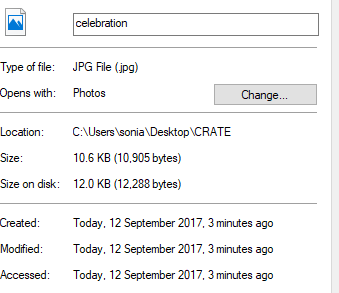 celebration
Type of file: JPG File (.jpg)
Opens with: Photos Change...
Location: C:\Users\sonia\Desktop\CRATE
Size: 10.6 KB (10,905 bytes)
Size on disk: 12.0 KB (12,288 bytes)
Created: Today, 12 September 2017, 3 minutes ago
Modified: Today, 12 September 2017, 3 minutes ago
Accessed: Today, 12 September 2017, 3 minutes ago